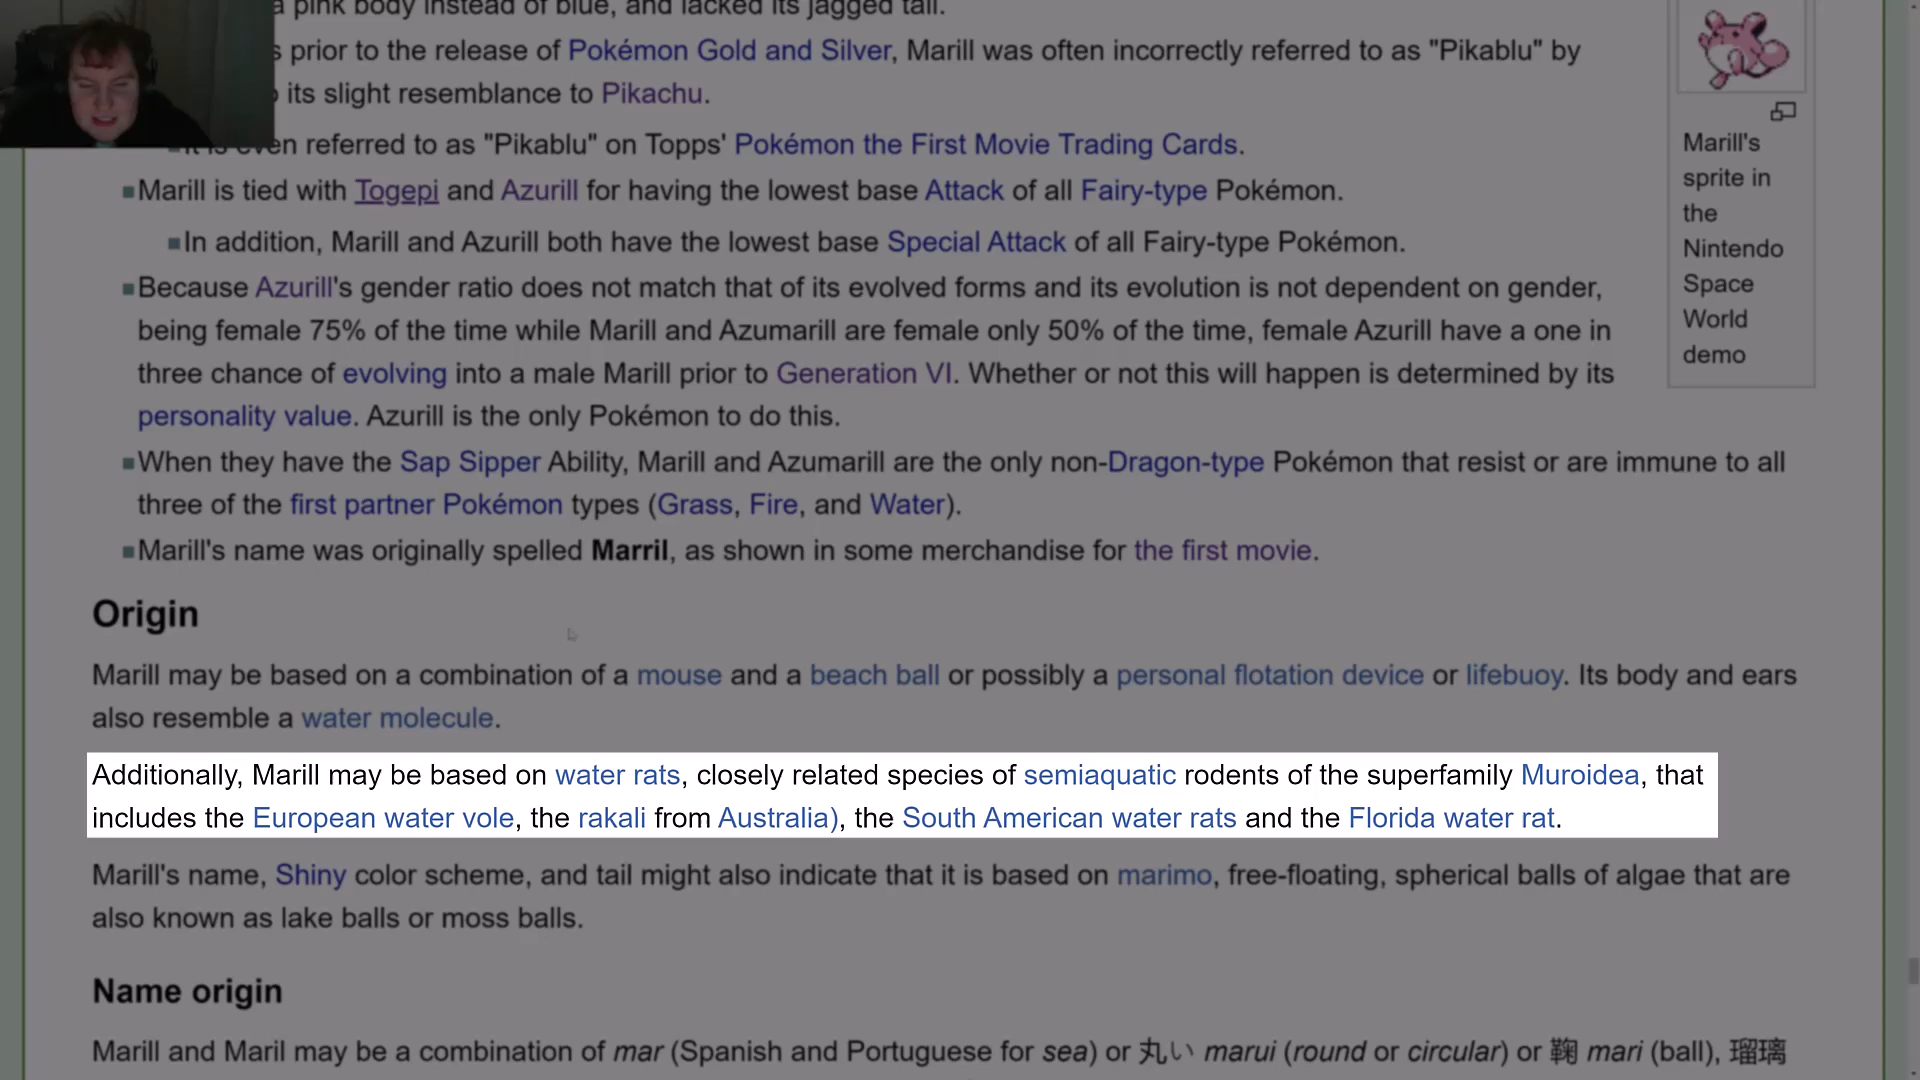 a pink body instead of blue, and lacked its jagged tail.
s prior to the release of Pokémon Gold and Silver, Marill was often incorrectly referred to as "Pikablu" by
its slight resemblance to Pikachu.
It is even referred to as "Pikablu" on Topps' Pokémon the First Movie Trading Cards.
Marill is tied with Togepi and Azurill for having the lowest base Attack of all Fairy-type Pokémon.
In addition, Marill and Azurill both have the lowest base Special Attack of all Fairy-type Pokémon.
Because Azurill's gender ratio does not match that of its evolved forms and its evolution is not dependent on gender,
being female 75% of the time while Marill and Azumarill are female only 50% of the time, female Azurill have a one in
three chance of evolving into a male Marill prior to Generation VI. Whether or not this will happen is determined by its
personality value. Azurill is the only Pokémon to do this.
When they have the Sap Sipper Ability, Marill and Azumarill are the only non-Dragon-type Pokémon that resist or are immune to all
three of the first partner Pokémon types (Grass, Fire, and Water).
Marill's name was originally spelled Marril, as shown in some merchandise for the first movie.
Marill's
sprite in
the
Nintendo
Space
World
demo
Origin
Marill may be based on a combination of a mouse and a beach ball or possibly a personal flotation device or lifebuoy. Its body and ears
also resemble a water molecule.
Additionally, Marill may be based on water rats, closely related species of semiaquatic rodents of the superfamily Muroidea, that
includes the European water vole, the rakali from Australia), the South American water rats and the Florida water rat.
Marill's name, Shiny color scheme, and tail might also indicate that it is based on marimo, free-floating, spherical balls of algae that are
also known as lake balls or moss balls.
Name origin
Marill and Maril may be a combination of mar (Spanish and Portuguese for sea) or 丸い marui (round or circular) or 鞠 mari (ball), 瑠璃